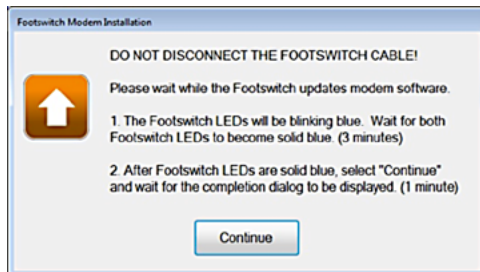 Footswitch Modem Installation
DO NOT DISCONNECT THE FOOTSWITCH CABLE!
Please wait while the Footswitch updates modem software.
1. The Footswitch LEDs will be blinking blue.  Wait for both
Footswitch LEDs to become solid blue. (3 minutes)
2. After Footswitch LEDs are solid blue, select "Continue"
and wait for the completion dialog to be displayed. (1 minute)
Continue